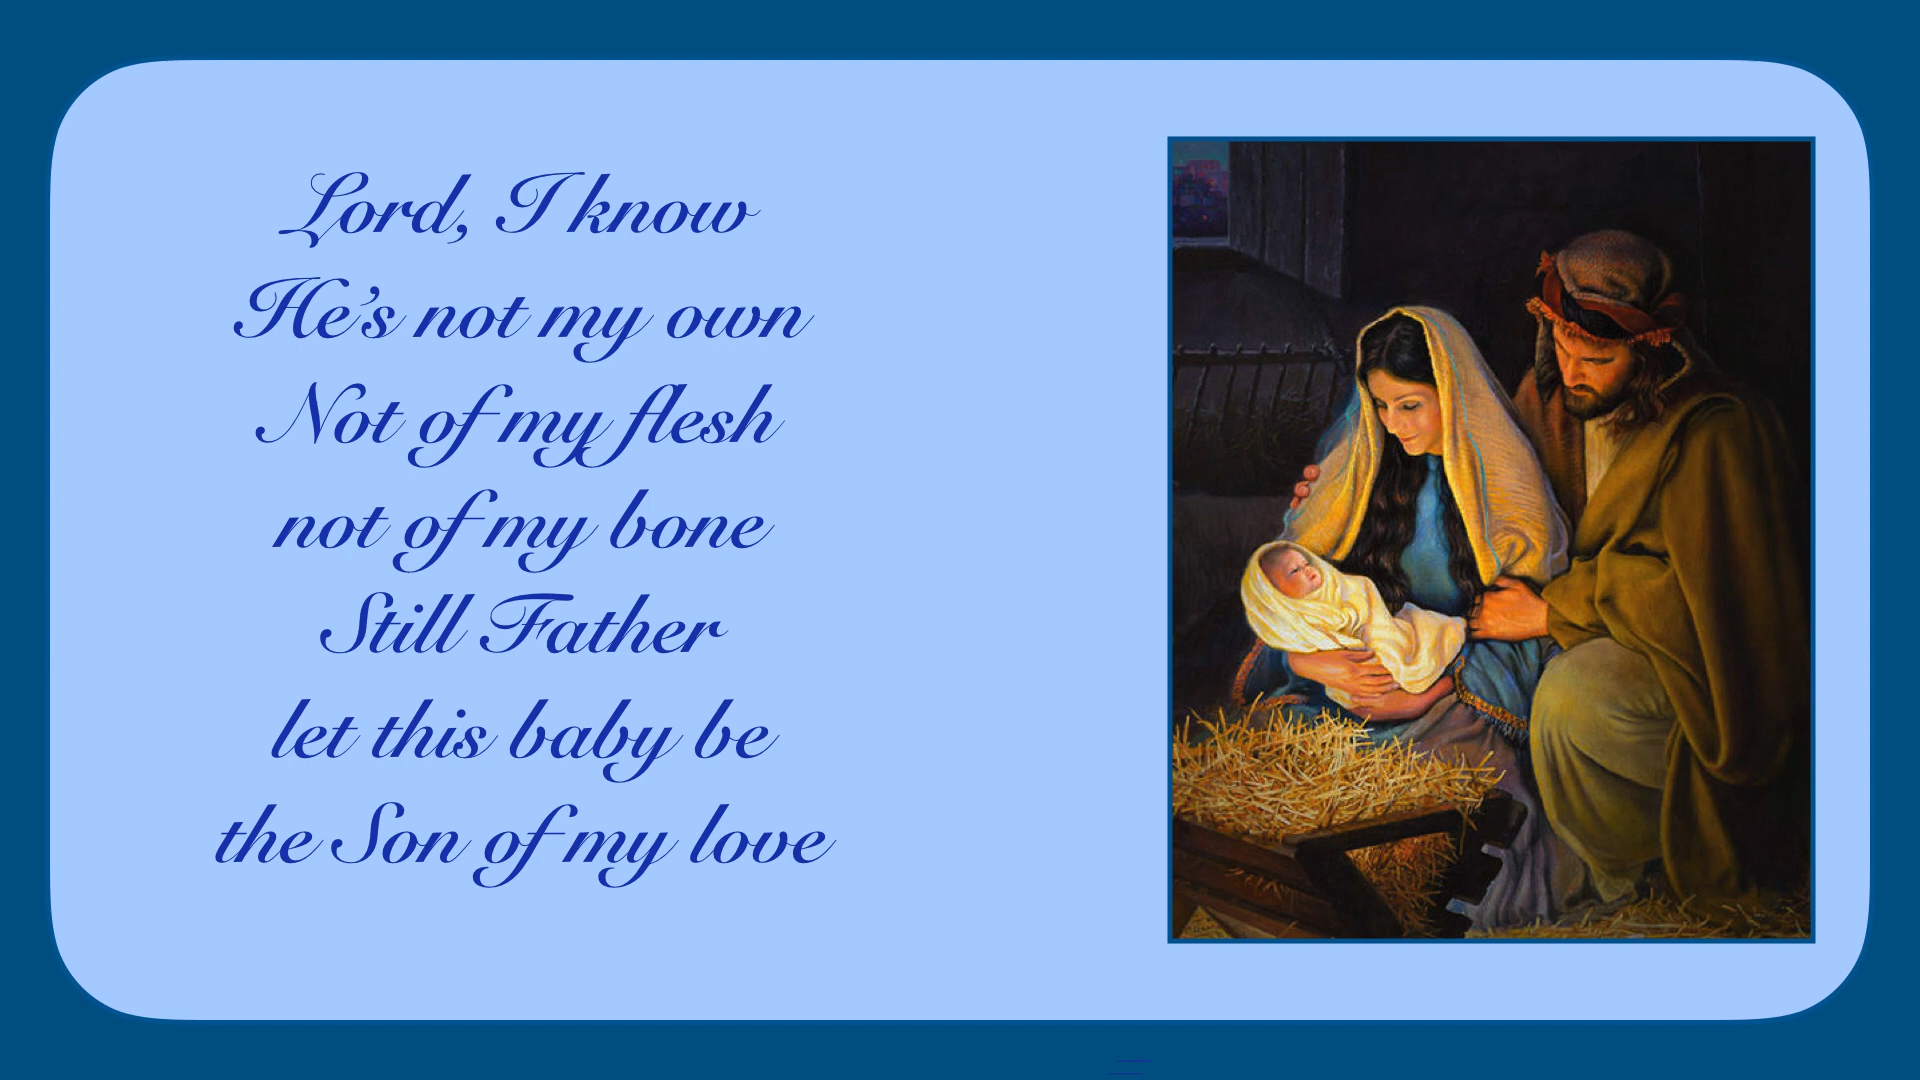 Lord, I know
He’s not my own
Not of my flesh
not of my bone
Still Father
let this baby be
the Son of my love